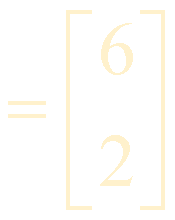 = [ 6
2 ]